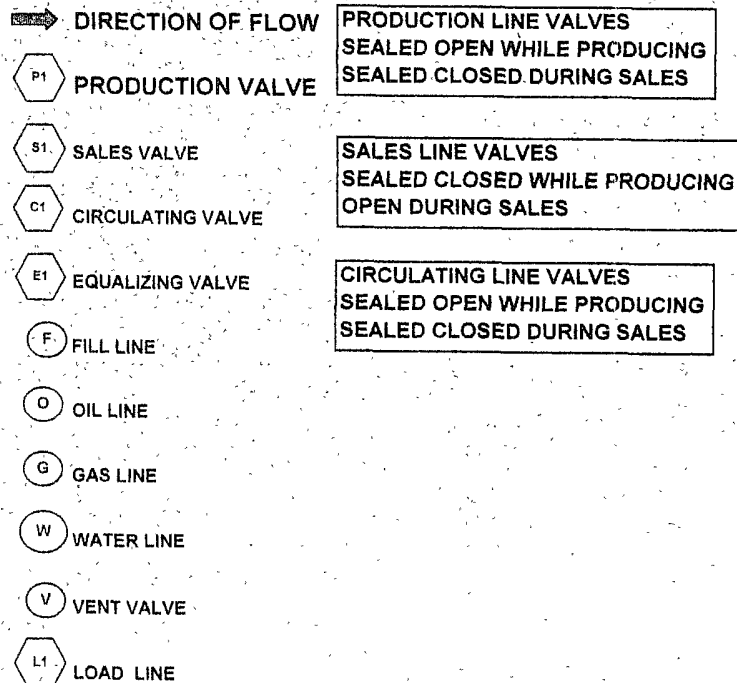 DIRECTION OF FLOW
P1 PRODUCTION VALVE
S1 SALES VALVE
C1 CIRCULATING VALVE
E1 EQUALIZING VALVE
F FILL LINE
O OIL LINE
G GAS LINE
W WATER LINE
V VENT VALVE
L1 LOAD LINE
PRODUCTION LINE VALVES
SEALED OPEN WHILE PRODUCING
SEALED CLOSED DURING SALES
SALES LINE VALVES
SEALED CLOSED WHILE PRODUCING
OPEN DURING SALES
CIRCULATING LINE VALVES
SEALED OPEN WHILE PRODUCING
SEALED CLOSED DURING SALES